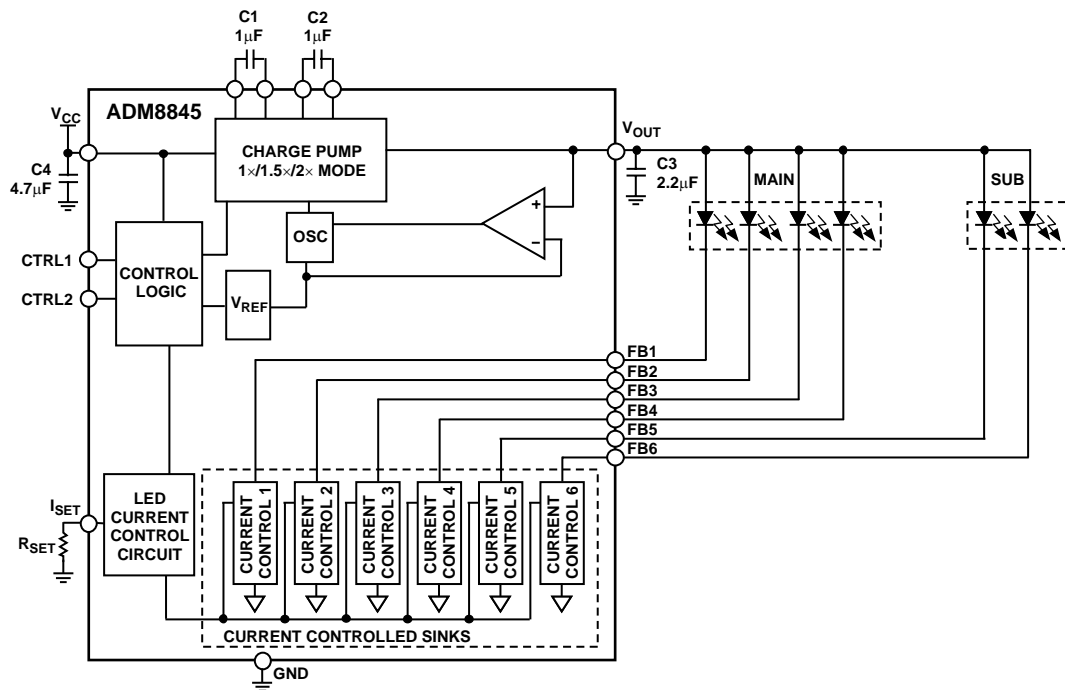 C1
1μF
C2
1μF
ADM8845
VCC
C4
4.7μF
CHARGE PUMP
1×/1.5×/2× MODE
VOUT
C3
2.2μF
MAIN
SUB
OSC
+
–
CTRL1
CTRL2
CONTROL
LOGIC
VREF
FB1
FB2
FB3
FB4
FB5
FB6
ISET
RSET
LED
CURRENT
CONTROL
CIRCUIT
CURRENT
CONTROL 1
CURRENT
CONTROL 2
CURRENT
CONTROL 3
CURRENT
CONTROL 4
CURRENT
CONTROL 5
CURRENT
CONTROL 6
CURRENT CONTROLLED SINKS
GND